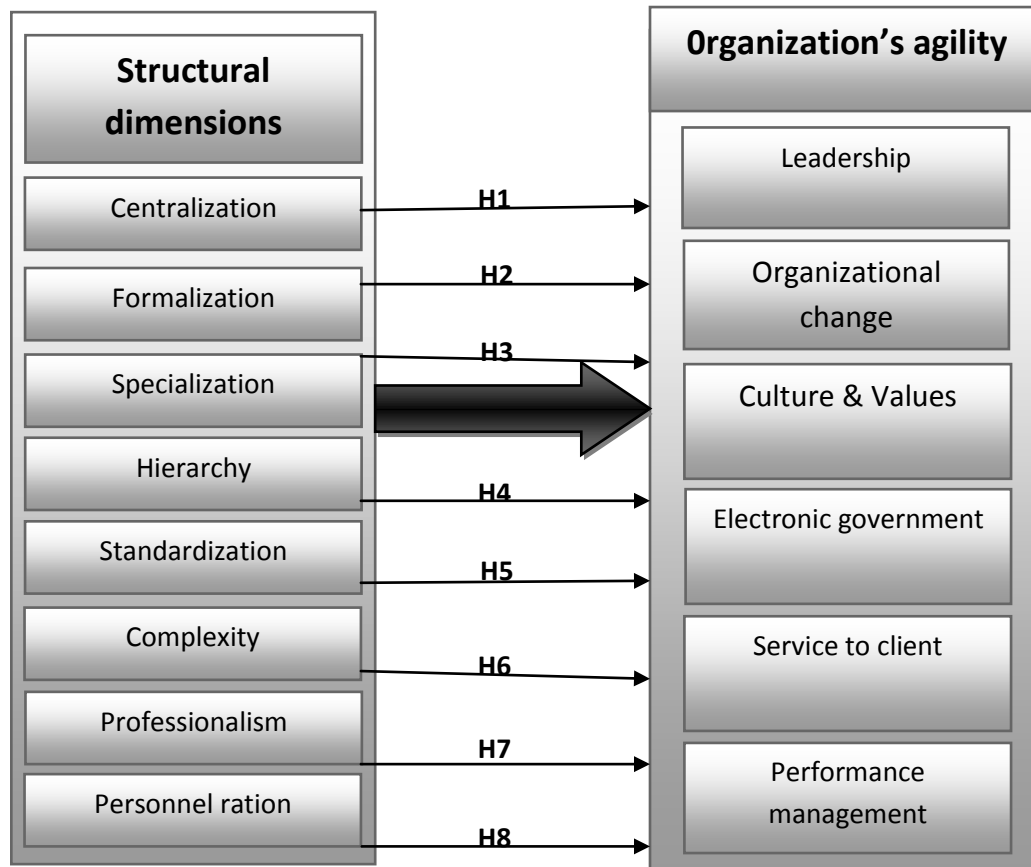 Structural
dimensions
Centralization
Formalization
Specialization
Hierarchy
Standardization
Complexity
Professionalism
Personnel ration
H1
H2
H3
H4
H5
H6
H7
H8
0rganization’s agility
Leadership
Organizational
change
Culture & Values
Electronic government
Service to client
Performance
management